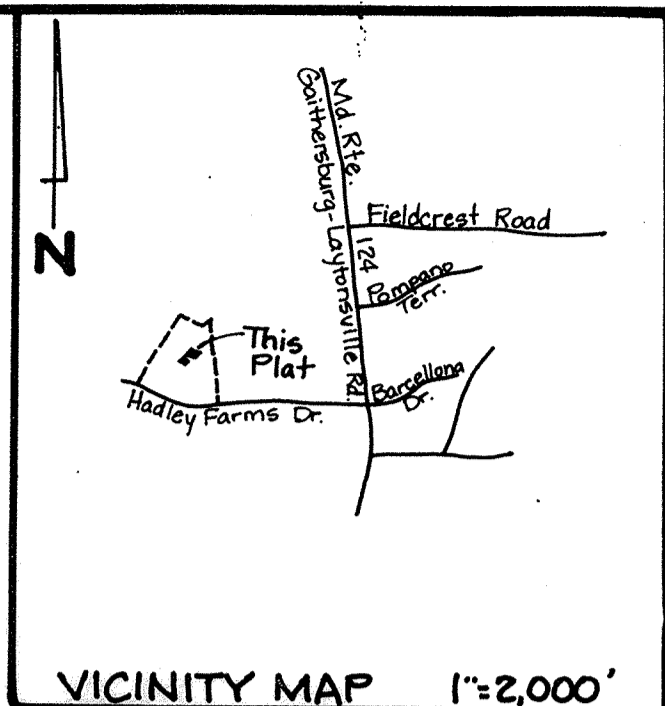 Md. Rte. 124
Gaithersburg-Laytonsville Rd.
Fieldcrest Road
Pompano
Terr.
N
This
Plat
Barcellona
Dr.
Hadley Farms Dr.
VICINITY MAP 1"=2,000'